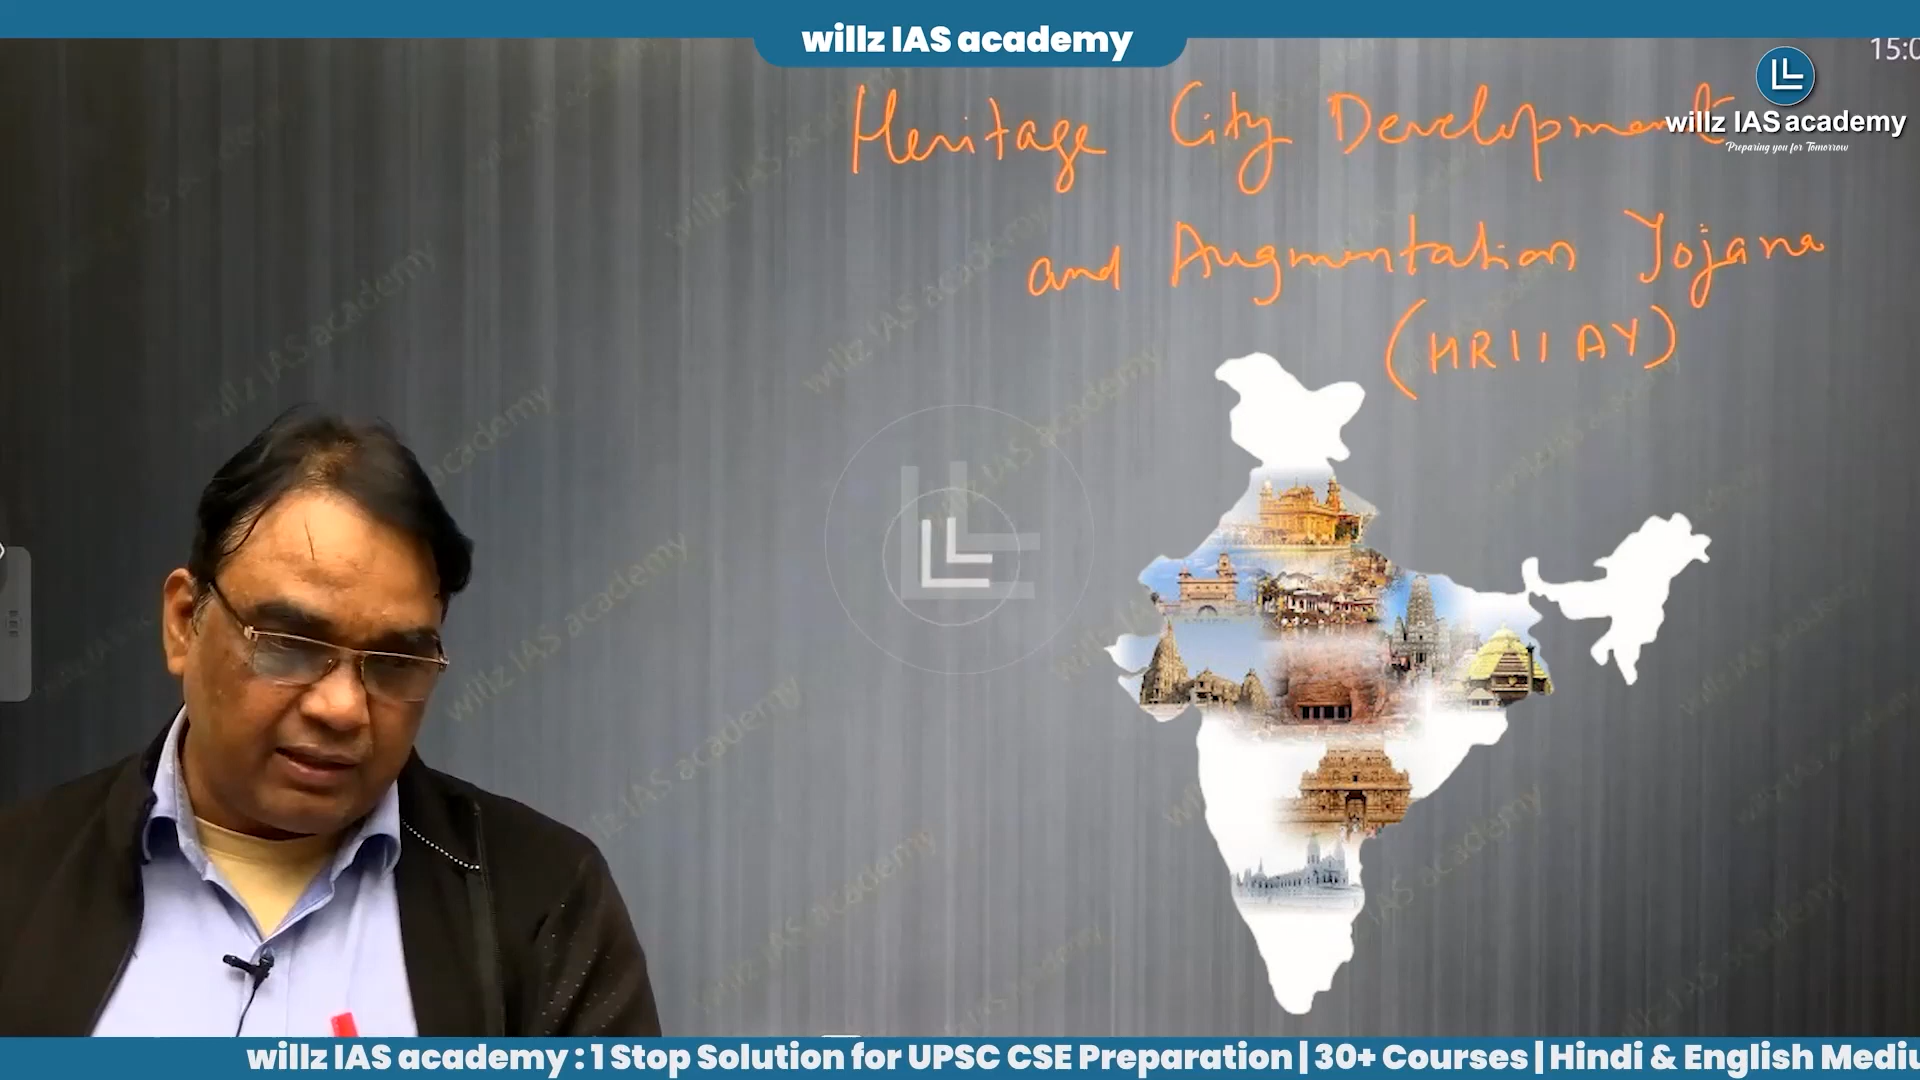 willz IAS academy
15:0
Heritage City Development
willz IAS academy
Preparing you for Tomorrow
and Augmentation Yojana
(HRIIAY)
willz IAS academy : 1 Stop Solution for UPSC CSE Preparation | 30+ Courses | Hindi & English Mediu